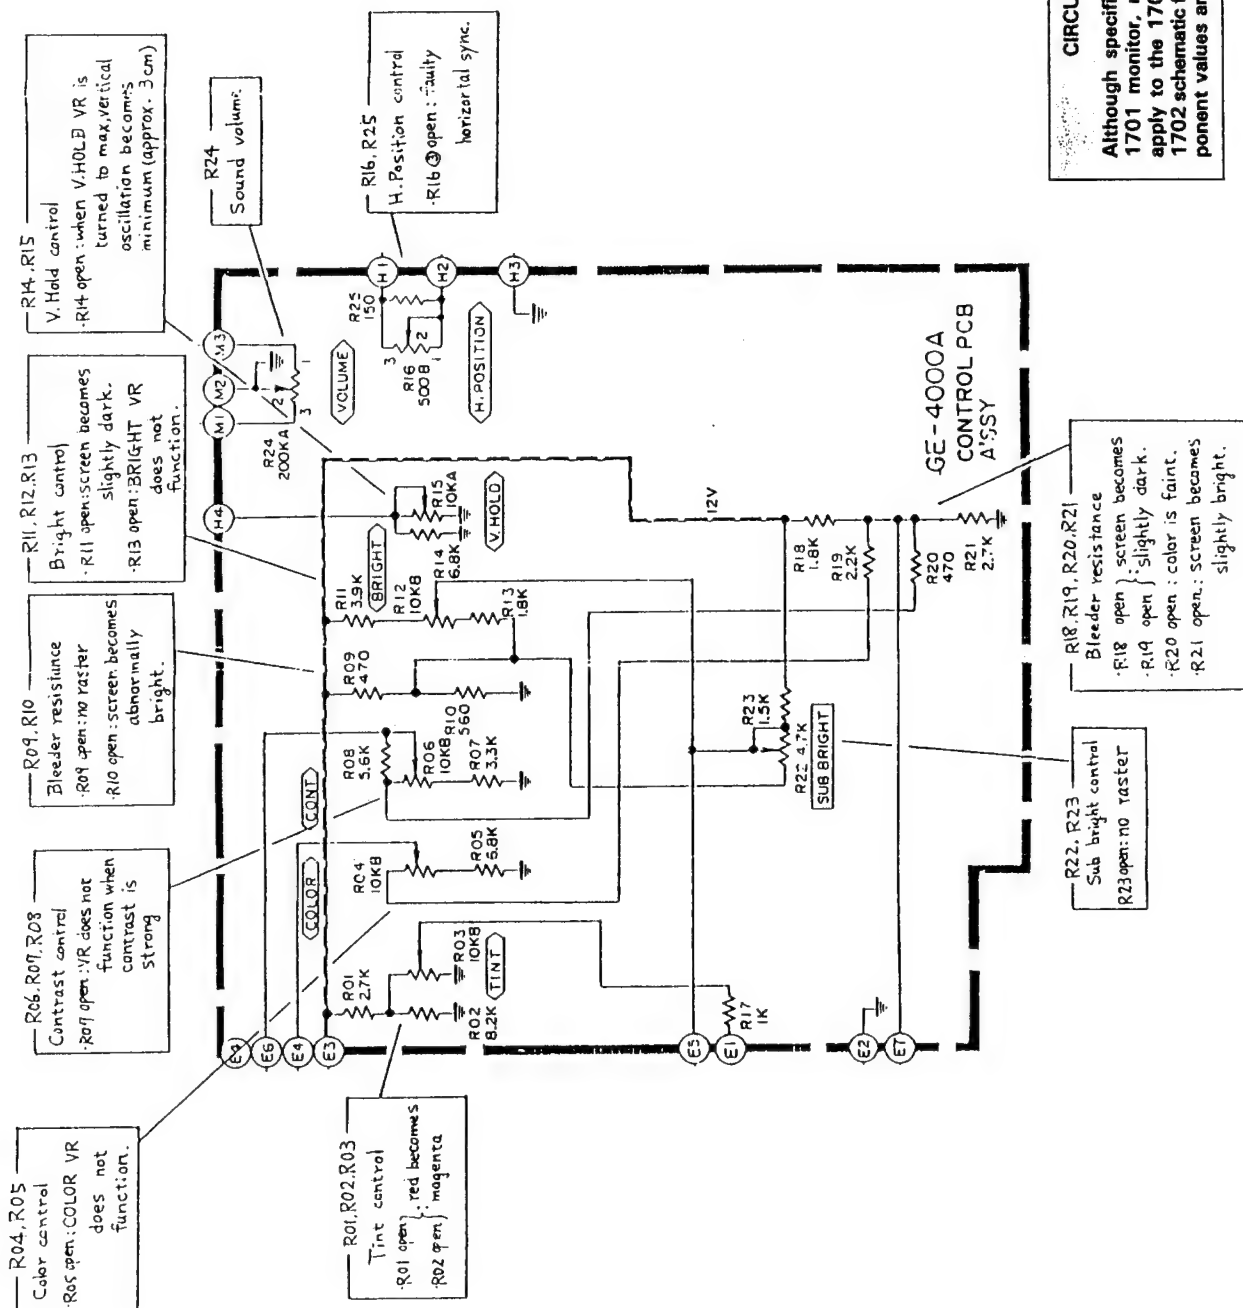 R04, R05
Color control
·R05 open: COLOR VR
does not
function.
R06, R07, R08
Contrast control
·R07 open: VR does not
function when
contrast is
strong
R09, R10
Bleeder resistance
·R09 open: no raster
·R10 open: screen becomes
abnormally
bright.
R11, R12, R13
Bright control
·R11 open: screen becomes
slightly dark.
·R13 open: BRIGHT VR
does not
function.
R14, R15
V. Hold control
·R14 open: when V.HOLD VR is
turned to max, vertical
oscillation becomes
minimum (approx. 3cm)
R24
Sound volume.
R16, R25
H. Position control
·R16 ③ open: Faulty
horizontal sync.
R01, R02, R03
Tint control
·R01 open
·R02 open
}: red becomes
magenta
R22, R23
Sub bright control
R23 open: no raster
R18, R19, R20, R21
Bleeder resistance
·R18 open
·R19 open
}: screen becomes
slightly dark.
·R20 open: color is faint.
·R21 open: screen becomes
slightly bright.
E6
E4
E3
E5
E1
E2
E7
H4
M1
M2
M3
H1
H2
H3
R01
2.7K
R02
8.2K
R03
10KB
TINT
COLOR
R04
10KB
R05
6.8K
CONT
R08
5.6K
R06
10KB
R07
3.3K
R09
470
R10
560
R11
3.9K
BRIGHT
R12
10KB
R13
1.8K
R14
6.8K
R15
10KA
V.HOLD
R24
200KA
3
2
1
VOLUME
R25
150
R16
500B
3
2
1
H.POSITION
R17
1K
R23
1.5K
R22 4.7K
SUB BRIGHT
12V
R18
1.8K
R19
2.2K
R20
470
R21
2.7K
GE-4000A
CONTROL PCB
ASSY
CIRCU
Although specifi
1701 monitor,
apply to the 170
1702 schematic
ponent values ar